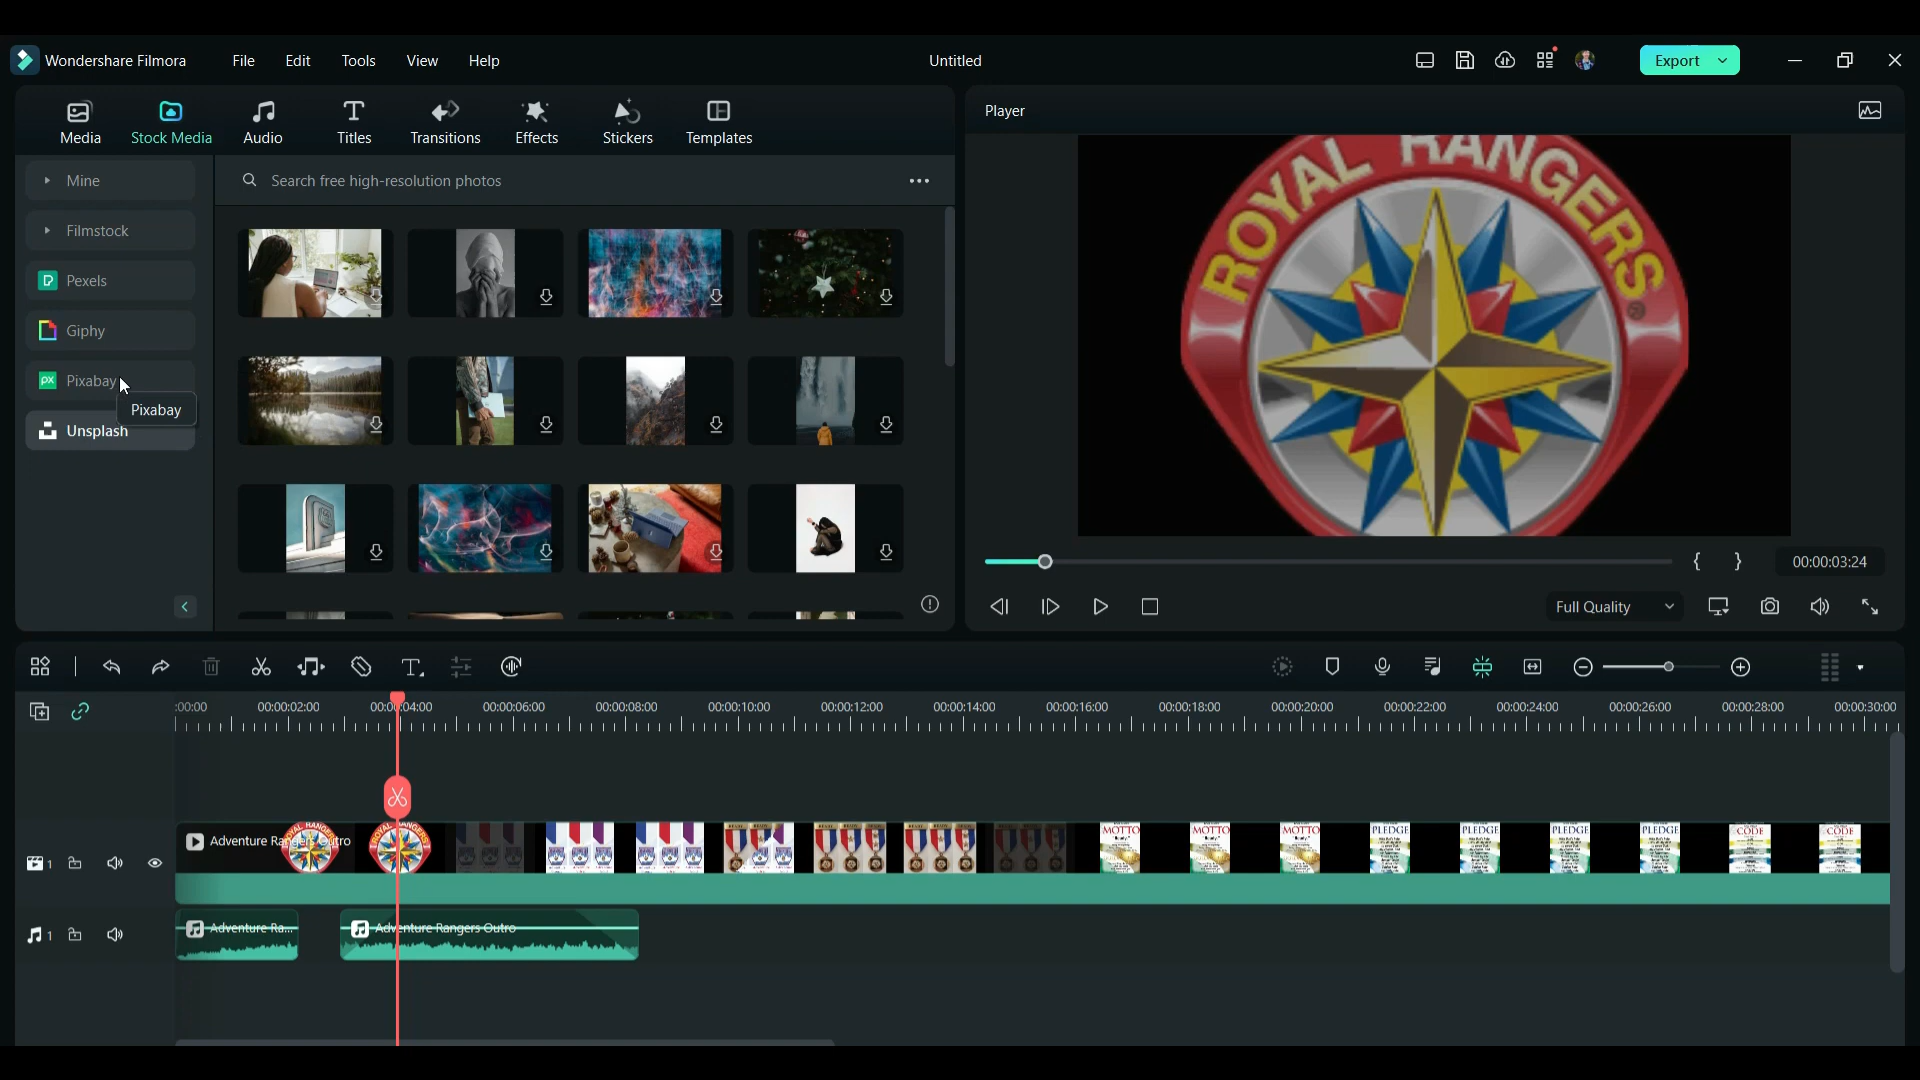 Wondershare Filmora
File
Edit
Tools
View
Help
Untitled
Export
Media
Stock Media
Audio
Titles
Transitions
Effects
Stickers
Templates
Player
Mine
Filmstock
Pexels
Giphy
Pixabay
Pixabay
Unsplash
Search free high-resolution photos
ROYAL RANGERS
®
00:00:03:24
Full Quality
:00:00
00:00:02:00
00:00:04:00
00:00:06:00
00:00:08:00
00:00:10:00
00:00:12:00
00:00:14:00
00:00:16:00
00:00:18:00
00:00:20:00
00:00:22:00
00:00:24:00
00:00:26:00
00:00:28:00
00:00:30:00
1
Adventure Rangers Outro
MOTTO
MOTTO
MOTTO
PLEDGE
PLEDGE
PLEDGE
PLEDGE
CODE
CODE
1
Adventure Ra...
Adventure Rangers Outro